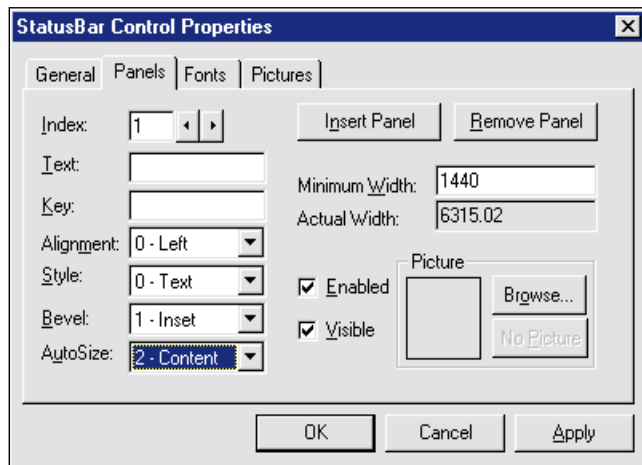 StatusBar Control Properties
General Panels Fonts Pictures
Index: 1 Insert Panel Remove Panel
Text:
Minimum Width: 1440
Key:
Actual Width: 6315.02
Alignment: 0 - Left
Picture
Style: 0 - Text
Enabled
Browse...
Bevel: 1 - Inset
Visible
No Picture
AutoSize: 2 - Content
OK Cancel Apply